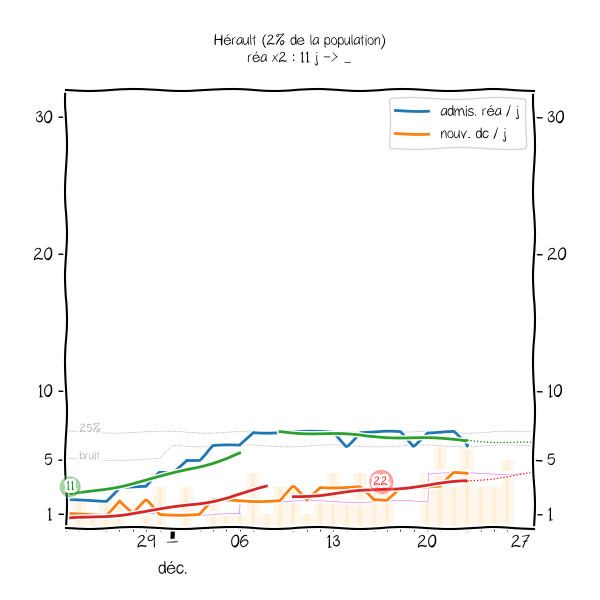 Hérault (2% de la population)
réa x2 : 11 j -> _
admis. réa / j
nouv. dc / j
30 30
20 20
10 10
25%
bruit
5 5
11
22
1 1
29 _ 06 13 20 27
déc.